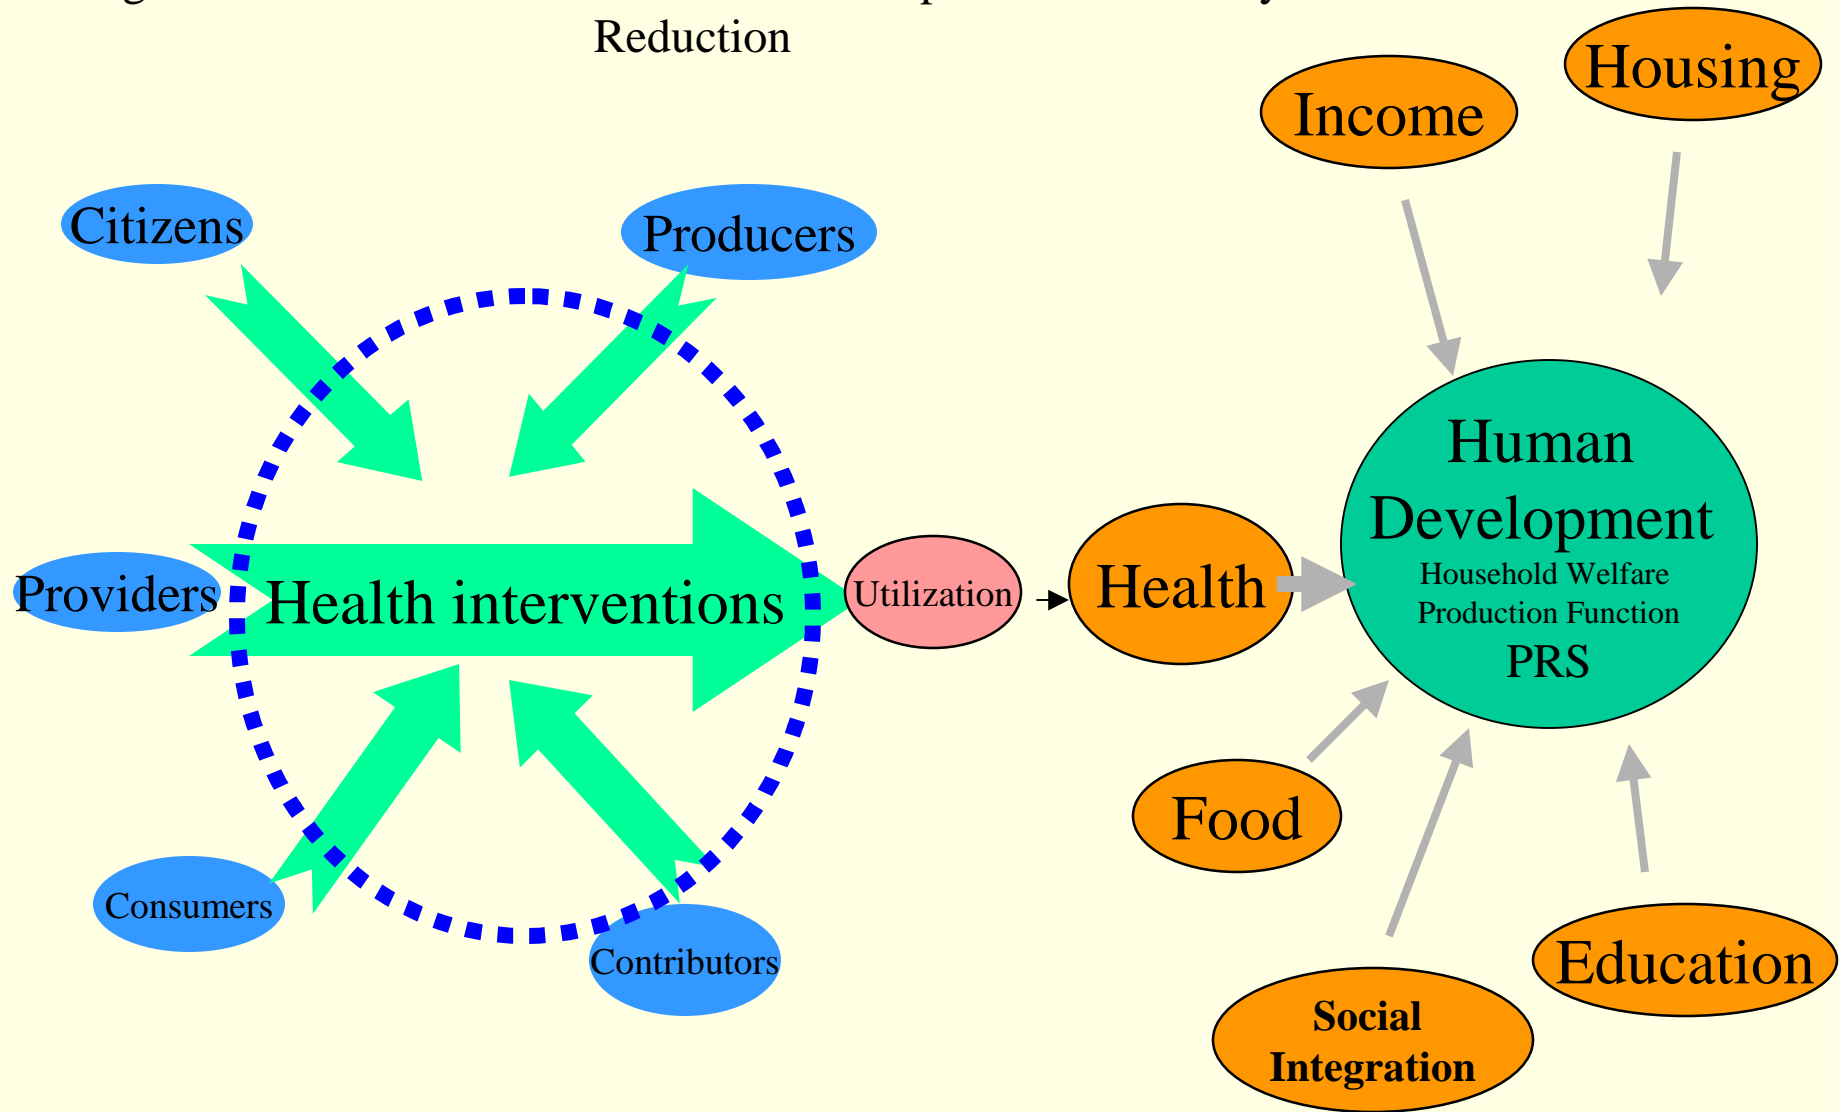 Reduction
Housing
Income
Citizens
Producers
Human
Development
Household Welfare
Production Function
PRS
Providers
Health interventions
Utilization
Health
Food
Consumers
Contributors
Education
Social
Integration